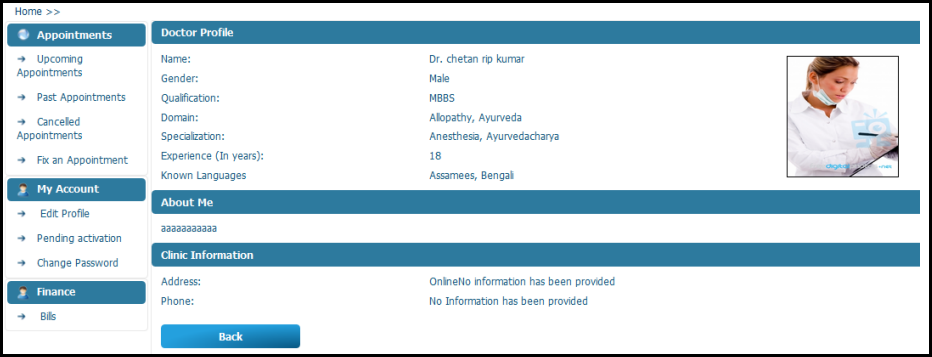 Home >>
Appointments
Upcoming
Appointments
Past Appointments
Cancelled
Appointments
Fix an Appointment
My Account
Edit Profile
Pending activation
Change Password
Finance
Bills
Doctor Profile
Name: Dr. chetan rip kumar
Gender: Male
Qualification: MBBS
Domain: Allopathy, Ayurveda
Specialization: Anesthesia, Ayurvedacharya
Experience (In years): 18
Known Languages Assamees, Bengali
About Me
aaaaaaaaaaa
Clinic Information
Address: OnlineNo information has been provided
Phone: No Information has been provided
Back